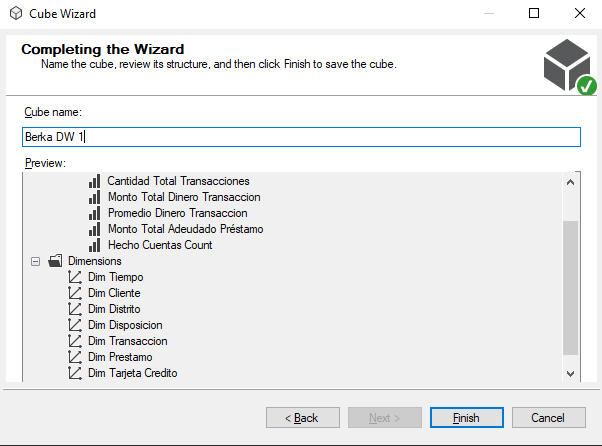 Cube Wizard
Completing the Wizard
Name the cube, review its structure, and then click Finish to save the cube.
Cube name:
Berka DW 1
Preview:
Cantidad Total Transacciones
Monto Total Dinero Transaccion
Promedio Dinero Transaccion
Monto Total Adeudado Préstamo
Hecho Cuentas Count
Dimensions
Dim Tiempo
Dim Cliente
Dim Distrito
Dim Disposicion
Dim Transaccion
Dim Prestamo
Dim Tarjeta Credito
< Back Next > Finish Cancel